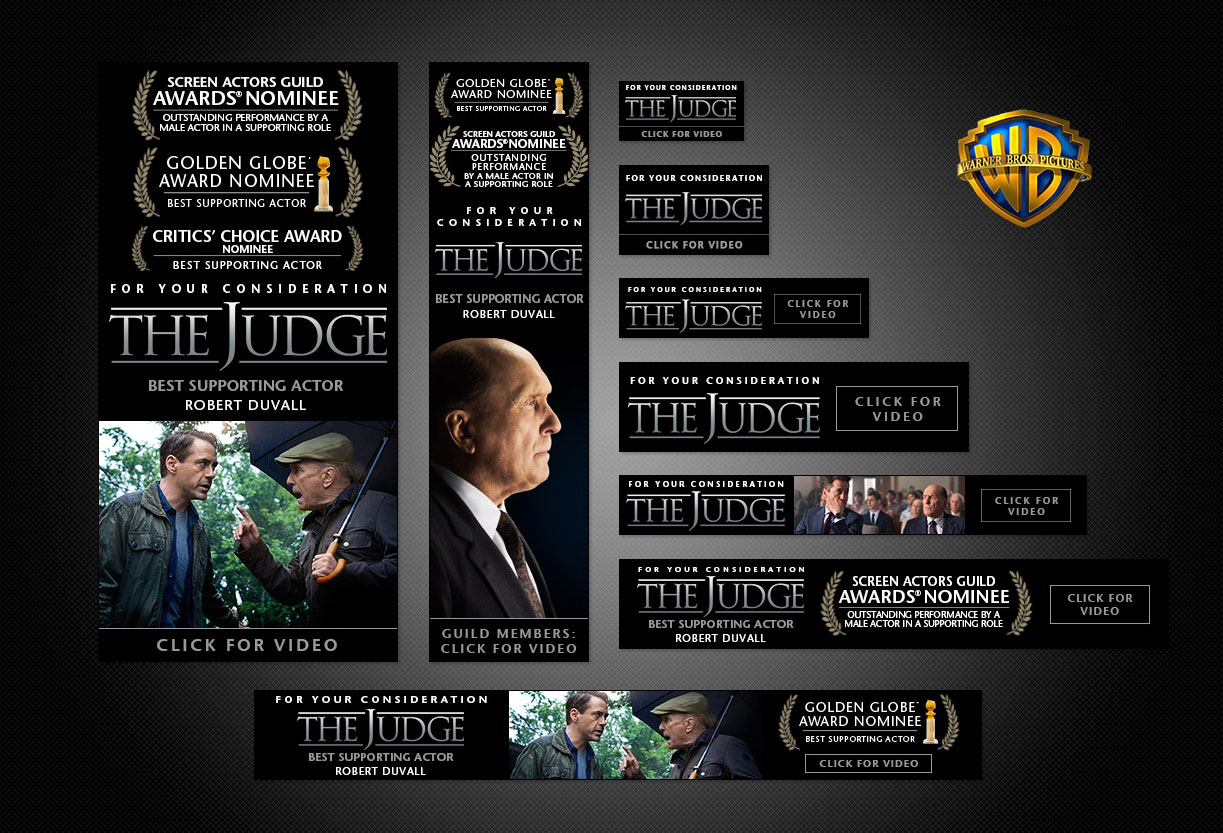 SCREEN ACTORS GUILD
AWARDS® NOMINEE
OUTSTANDING PERFORMANCE BY A
MALE ACTOR IN A SUPPORTING ROLE
GOLDEN GLOBE®
AWARD NOMINEE
BEST SUPPORTING ACTOR
CRITICS' CHOICE AWARD
NOMINEE
BEST SUPPORTING ACTOR
FOR YOUR CONSIDERATION
THE JUDGE
BEST SUPPORTING ACTOR
ROBERT DUVALL
CLICK FOR VIDEO
GOLDEN GLOBE®
AWARD NOMINEE
BEST SUPPORTING ACTOR
SCREEN ACTORS GUILD
AWARDS® NOMINEE
OUTSTANDING
PERFORMANCE
BY A MALE ACTOR IN
A SUPPORTING ROLE
FOR YOUR
CONSIDERATION
THE JUDGE
BEST SUPPORTING ACTOR
ROBERT DUVALL
GUILD MEMBERS:
CLICK FOR VIDEO
FOR YOUR CONSIDERATION
THE JUDGE
CLICK FOR VIDEO
FOR YOUR CONSIDERATION
THE JUDGE
CLICK FOR VIDEO
FOR YOUR CONSIDERATION
THE JUDGE
CLICK FOR
VIDEO
FOR YOUR CONSIDERATION
THE JUDGE
CLICK FOR
VIDEO
FOR YOUR CONSIDERATION
THE JUDGE
CLICK FOR
VIDEO
FOR YOUR CONSIDERATION
THE JUDGE
BEST SUPPORTING ACTOR
ROBERT DUVALL
SCREEN ACTORS GUILD
AWARDS® NOMINEE
OUTSTANDING PERFORMANCE BY A
MALE ACTOR IN A SUPPORTING ROLE
CLICK FOR
VIDEO
WB
WARNER BROS. PICTURES
FOR YOUR CONSIDERATION
THE JUDGE
BEST SUPPORTING ACTOR
ROBERT DUVALL
GOLDEN GLOBE®
AWARD NOMINEE
BEST SUPPORTING ACTOR
CLICK FOR VIDEO